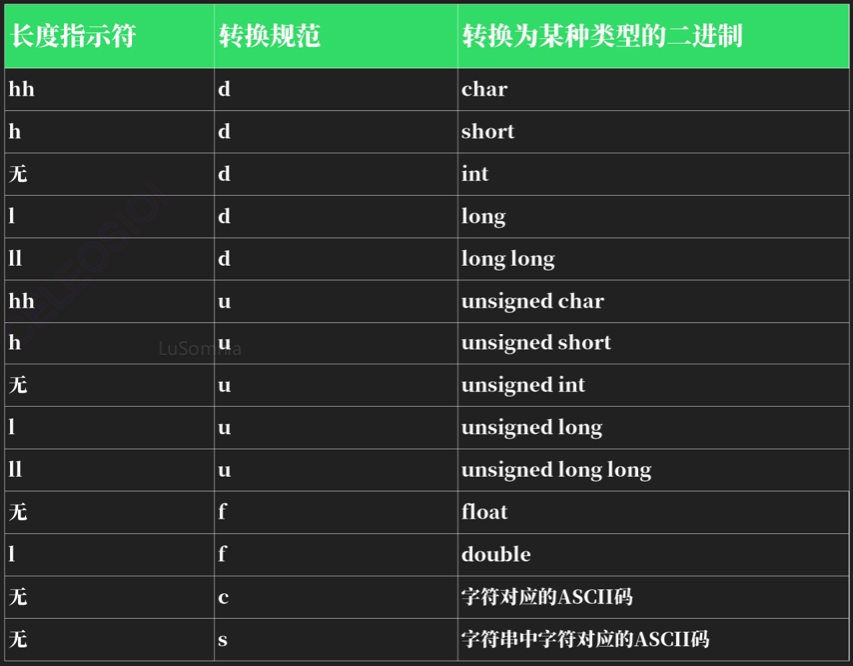 长度指示符 转换规范 转换为某种类型的二进制
hh d char
h d short
无 d int
l d long
ll d long long
hh u unsigned char
h u unsigned short
LuSomnia
无 u unsigned int
l u unsigned long
ll u unsigned long long
无 f float
l f double
无 c 字符对应的ASCII码
无 s 字符串中字符对应的ASCII码